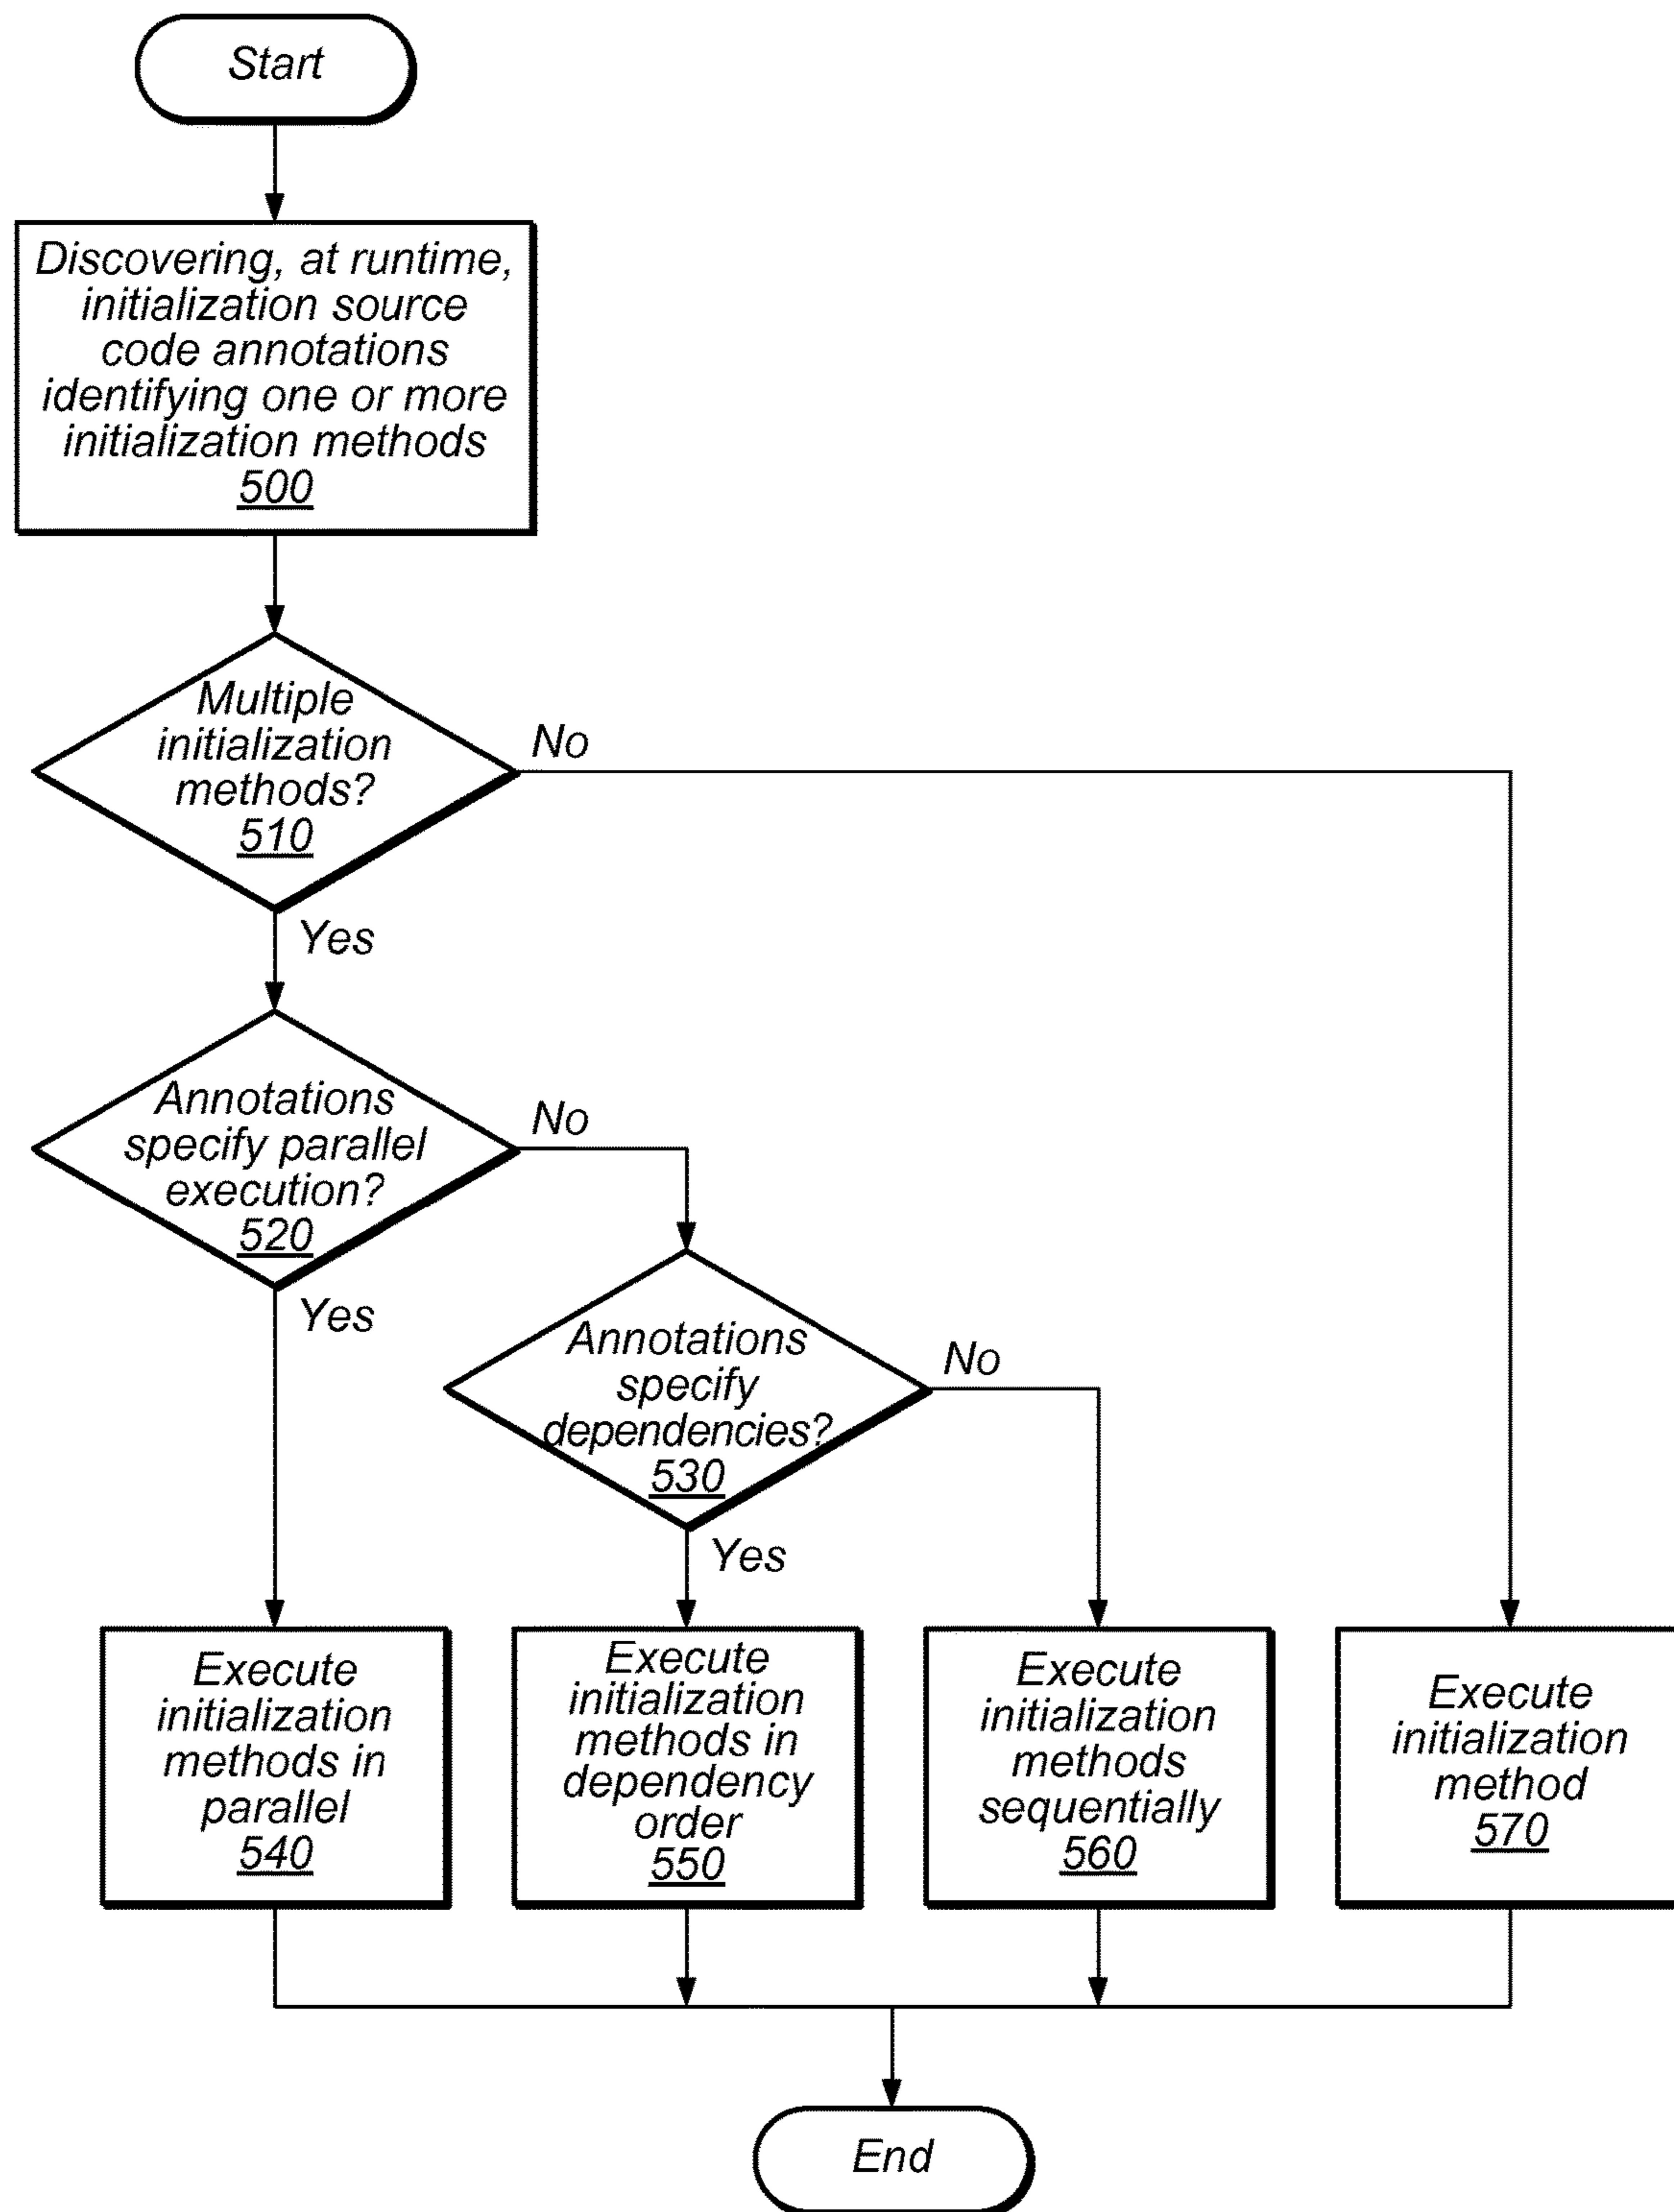 Start
Discovering, at runtime,
initialization source
code annotations
identifying one or more
initialization methods
500
Multiple
initialization
methods?
510
No
Yes
Annotations
specify parallel
execution?
520
No
Yes
Annotations
specify
dependencies?
530
No
Yes
Execute
initialization
methods in
parallel
540
Execute
initialization
methods in
dependency
order
550
Execute
initialization
methods
sequentially
560
Execute
initialization
method
570
End